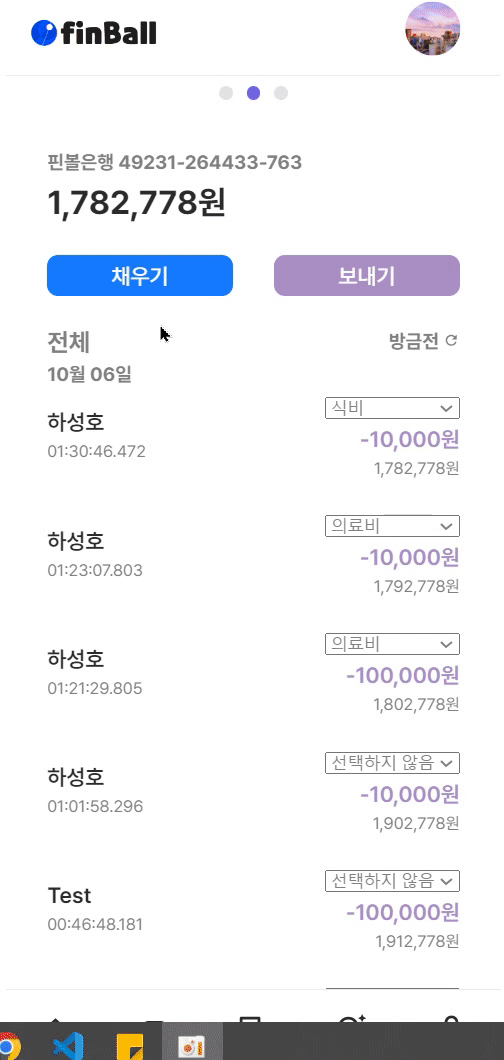 finBall
핀볼은행 49231-264433-763
1,782,778원
채우기
보내기
전체
방금전
10월 06일
식비
하성호
-10,000원
01:30:46.472
1,782,778원
의료비
하성호
-10,000원
01:23:07.803
1,792,778원
의료비
하성호
-100,000원
01:21:29.805
1,802,778원
선택하지 않음
하성호
-10,000원
01:01:58.296
1,902,778원
선택하지 않음
Test
-100,000원
00:46:48.181
1,912,778원